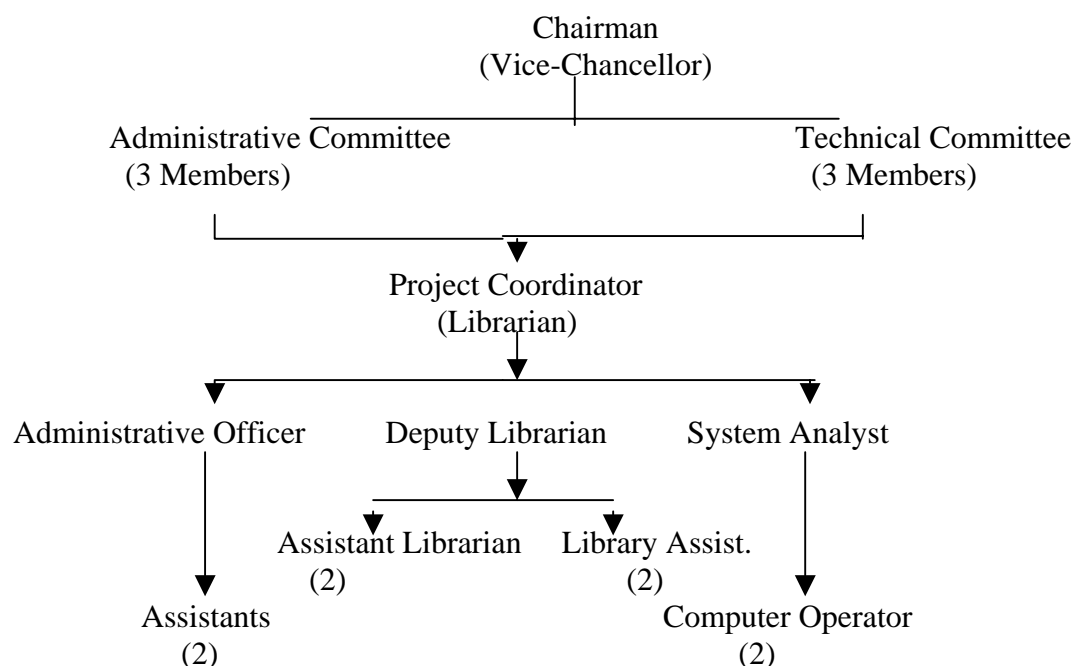 Chairman
(Vice-Chancellor)
Administrative Committee
(3 Members)
Technical Committee
(3 Members)
Project Coordinator
(Librarian)
Administrative Officer
Deputy Librarian
System Analyst
Assistant Librarian
(2)
Library Assist.
(2)
Assistants
(2)
Computer Operator
(2)